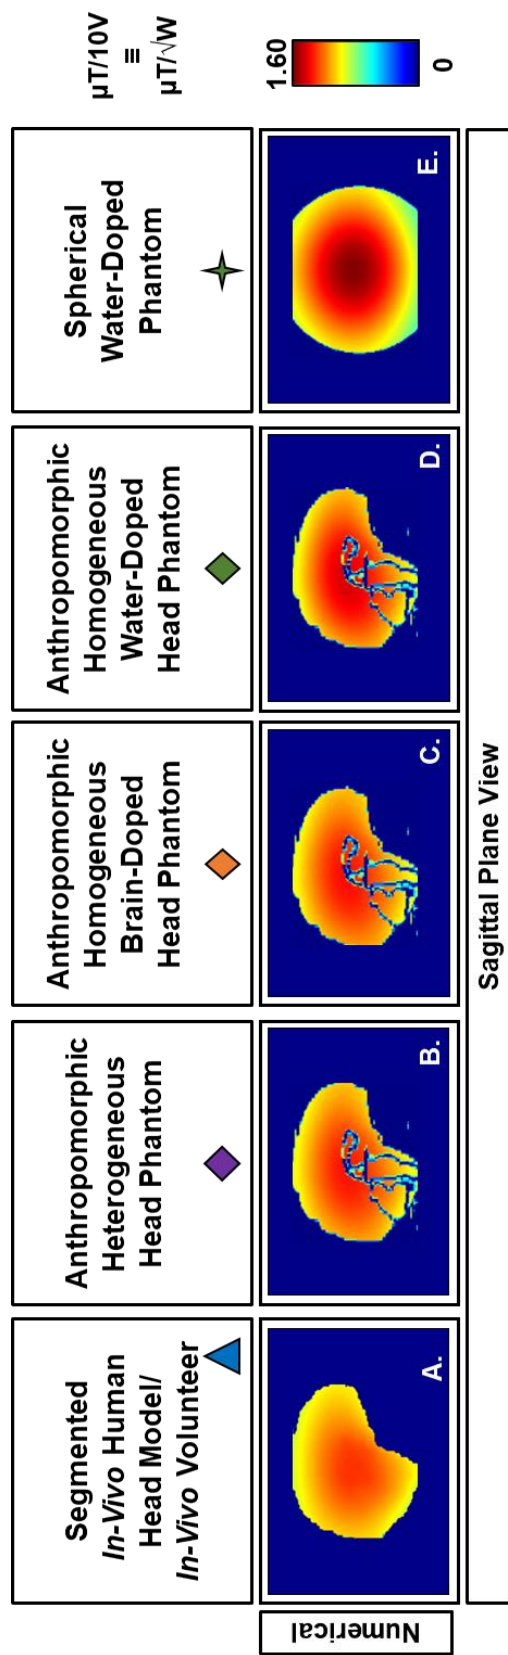 Segmented
In-Vivo Human
Head Model/
In-Vivo Volunteer
Anthropomorphic
Heterogeneous
Head Phantom
Anthropomorphic
Homogeneous
Brain-Doped
Head Phantom
Anthropomorphic
Homogeneous
Water-Doped
Head Phantom
Spherical
Water-Doped
Phantom
µT/10V
≡
µT/√W
Numerical
A.
B.
C.
D.
E.
1.60
0
Sagittal Plane View